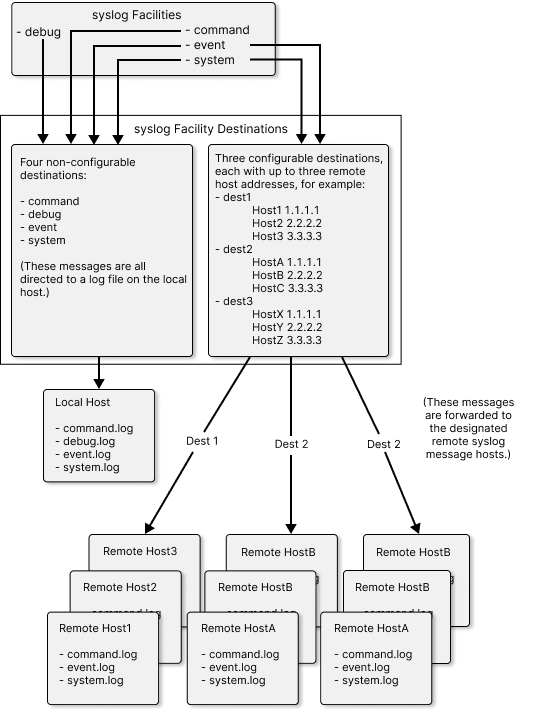 syslog Facilities
- debug
- command
- event
- system
syslog Facility Destinations
Four non-configurable
destinations:
- command
- debug
- event
- system
(These messages are all
directed to a log file on the local
host.)
Three configurable destinations,
each with up to three remote
host addresses, for example:
- dest1
Host1 1.1.1.1
Host2 2.2.2.2
Host3 3.3.3.3
- dest2
HostA 1.1.1.1
HostB 2.2.2.2
HostC 3.3.3.3
- dest3
HostX 1.1.1.1
HostY 2.2.2.2
HostZ 3.3.3.3
Local Host
- command.log
- debug.log
- event.log
- system.log
(These messages
are forwarded to
the designated
remote syslog
message hosts.)
Dest 1
Dest 2
Dest 2
Remote Host3
Remote Host2
Remote Host1
- command.log
- event.log
- system.log
Remote HostB
Remote HostB
Remote HostA
- command.log
- event.log
- system.log
Remote HostB
Remote HostB
Remote HostA
- command.log
- event.log
- system.log